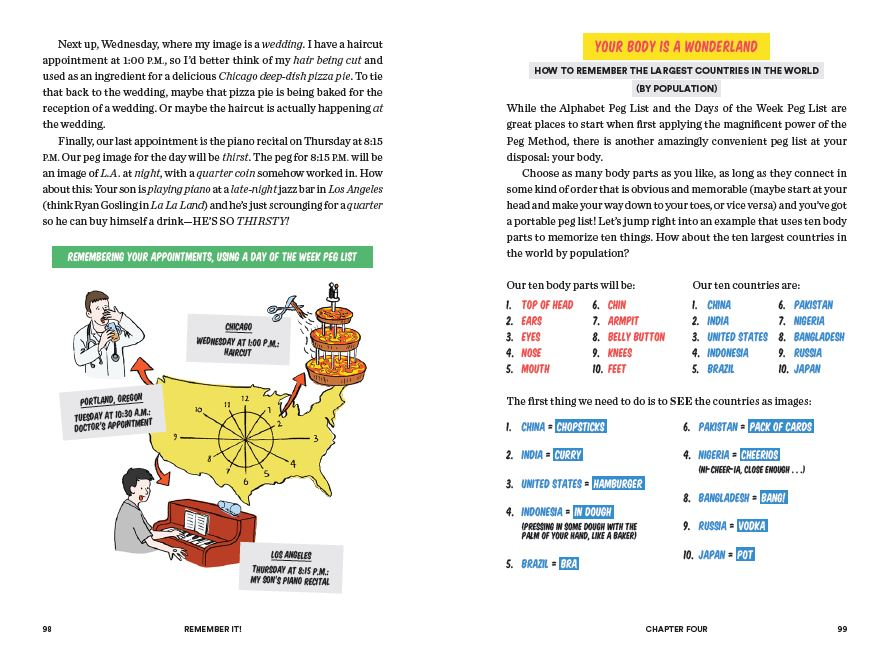 Next up, Wednesday, where my image is a wedding. I have a haircut
appointment at 1:00 P.M., so I'd better think of my hair being cut and
used as an ingredient for a delicious Chicago deep-dish pizza pie. To tie
that back to the wedding, maybe that pizza pie is being baked for the
reception of a wedding. Or maybe the haircut is actually happening at
the wedding.
Finally, our last appointment is the piano recital on Thursday at 8:15
P.M. Our peg image for the day will be thirst. The peg for 8:15 P.M. will be
an image of L.A. at night, with a quarter coin somehow worked in. How
about this: Your son is playing piano at a late-night jazz bar in Los Angeles
(think Ryan Gosling in La La Land) and he's just scrounging for a quarter
so he can buy himself a drink—HE'S SO THIRSTY!
REMEMBERING YOUR APPOINTMENTS, USING A DAY OF THE WEEK PEG LIST
CHICAGO
WEDNESDAY AT 1:00 P.M.:
HAIRCUT
PORTLAND, OREGON
TUESDAY AT 10:30 A.M.:
DOCTOR'S APPOINTMENT
12
11
1
10
2
9
3
8
4
7
5
6
LOS ANGELES
THURSDAY AT 8:15 P.M.:
MY SON'S PIANO RECITAL
98
REMEMBER IT!
YOUR BODY IS A WONDERLAND
HOW TO REMEMBER THE LARGEST COUNTRIES IN THE WORLD
(BY POPULATION)
While the Alphabet Peg List and the Days of the Week Peg List are
great places to start when first applying the magnificent power of the
Peg Method, there is another amazingly convenient peg list at your
disposal: your body.
Choose as many body parts as you like, as long as they connect in
some kind of order that is obvious and memorable (maybe start at your
head and make your way down to your toes, or vice versa) and you've got
a portable peg list! Let's jump right into an example that uses ten body
parts to memorize ten things. How about the ten largest countries in
the world by population?
Our ten body parts will be:
1. TOP OF HEAD
2. EARS
3. EYES
4. NOSE
5. MOUTH
6. CHIN
7. ARMPIT
8. BELLY BUTTON
9. KNEES
10. FEET
Our ten countries are:
1. CHINA
2. INDIA
3. UNITED STATES
4. INDONESIA
5. BRAZIL
6. PAKISTAN
7. NIGERIA
8. BANGLADESH
9. RUSSIA
10. JAPAN
The first thing we need to do is to SEE the countries as images:
1. CHINA = CHOPSTICKS
2. INDIA = CURRY
3. UNITED STATES = HAMBURGER
4. INDONESIA = IN DOUGH
(PRESSING IN SOME DOUGH WITH THE
PALM OF YOUR HAND, LIKE A BAKER)
5. BRAZIL = BRA
6. PAKISTAN = PACK OF CARDS
4. NIGERIA = CHEERIOS
(NI-CHEER-IA, CLOSE ENOUGH . . .)
8. BANGLADESH = BANG!
9. RUSSIA = VODKA
10. JAPAN = POT
CHAPTER FOUR
99